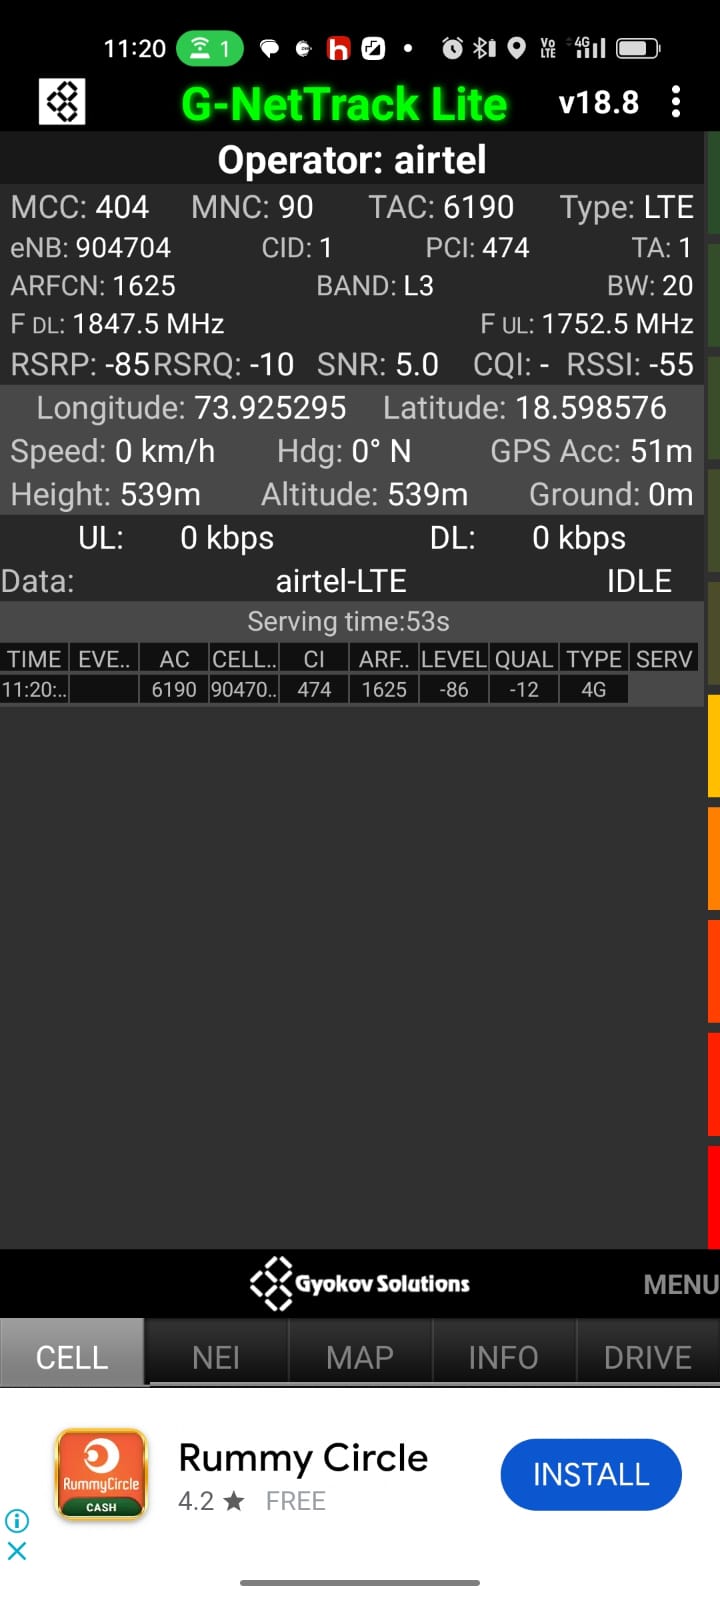 11:20 1 h Vo LTE 4G
G-NetTrack Lite v18.8
Operator: airtel
MCC: 404 MNC: 90 TAC: 6190 Type: LTE
eNB: 904704 CID: 1 PCI: 474 TA: 1
ARFCN: 1625 BAND: L3 BW: 20
F DL: 1847.5 MHz F UL: 1752.5 MHz
RSRP: -85 RSRQ: -10 SNR: 5.0 CQI: - RSSI: -55
Longitude: 73.925295 Latitude: 18.598576
Speed: 0 km/h Hdg: 0° N GPS Acc: 51m
Height: 539m Altitude: 539m Ground: 0m
UL: 0 kbps DL: 0 kbps
Data: airtel-LTE IDLE
Serving time:53s
TIME EVE.. AC CELL.. CI ARF.. LEVEL QUAL TYPE SERV
11:20:.. 6190 90470.. 474 1625 -86 -12 4G
Gyokov Solutions MENU
CELL NEI MAP INFO DRIVE
RummyCircle
CASH
Rummy Circle
4.2 ★ FREE
INSTALL